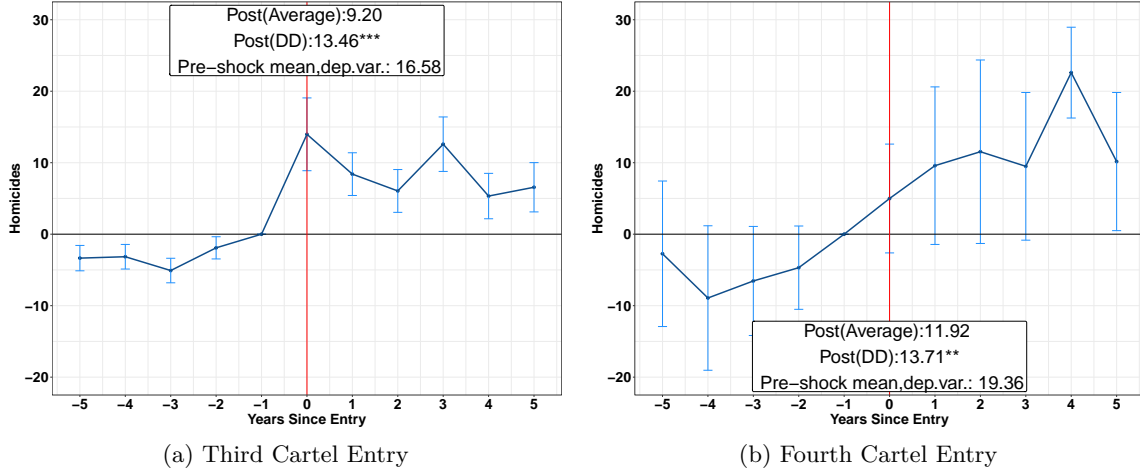 Post(Average):9.20
Post(DD):13.46***
Pre−shock mean,dep.var.: 16.58
30
20
10
0
−10
−20
Homicides
−5 −4 −3 −2 −1 0 1 2 3 4 5
Years Since Entry
(a) Third Cartel Entry
30
20
10
0
−10
−20
Homicides
Post(Average):11.92
Post(DD):13.71**
Pre−shock mean,dep.var.: 19.36
−5 −4 −3 −2 −1 0 1 2 3 4 5
Years Since Entry
(b) Fourth Cartel Entry